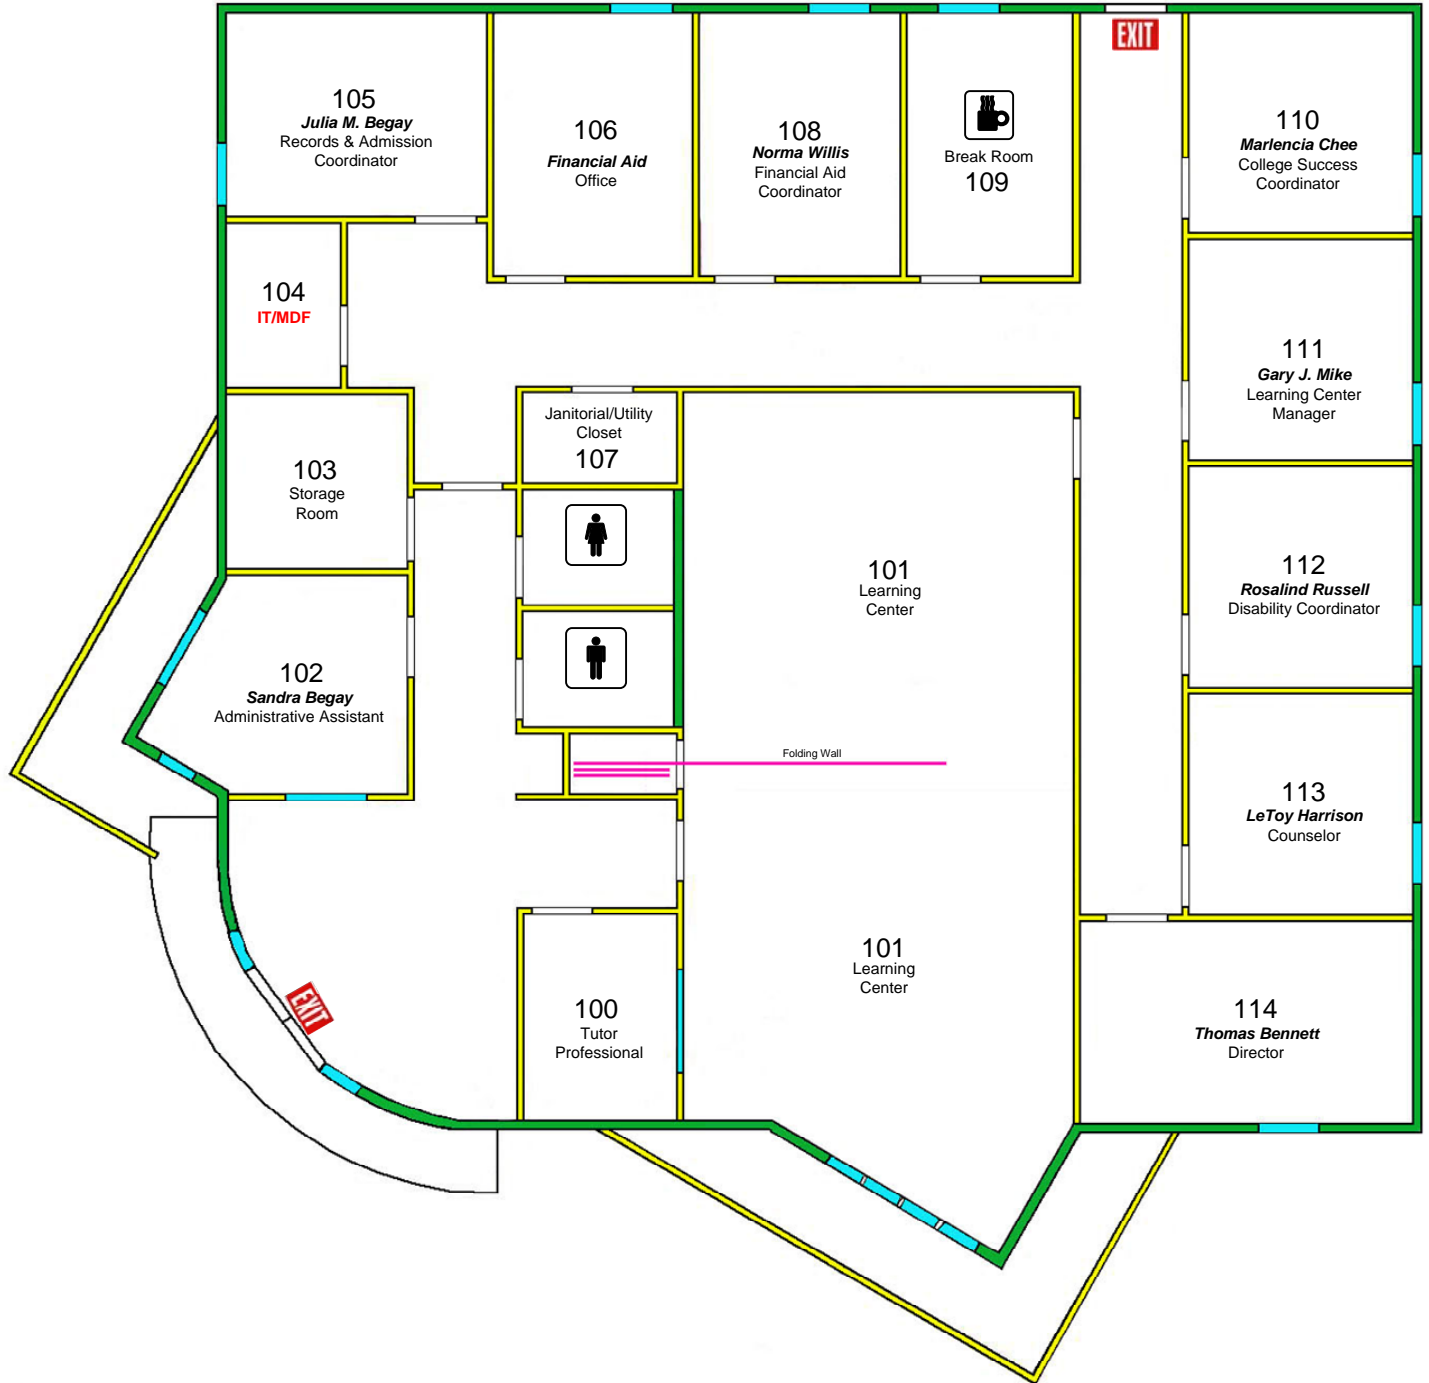 EXIT
105
Julia M. Begay
Records & Admission
Coordinator
106
Financial Aid
Office
108
Norma Willis
Financial Aid
Coordinator
Break Room
109
110
Marlencia Chee
College Success
Coordinator
104
IT/MDF
111
Gary J. Mike
Learning Center
Manager
Janitorial/Utility
Closet
107
103
Storage
Room
101
Learning
Center
112
Rosalind Russell
Disability Coordinator
102
Sandra Begay
Administrative Assistant
Folding Wall
113
LeToy Harrison
Counselor
101
Learning
Center
EXIT
100
Tutor
Professional
114
Thomas Bennett
Director